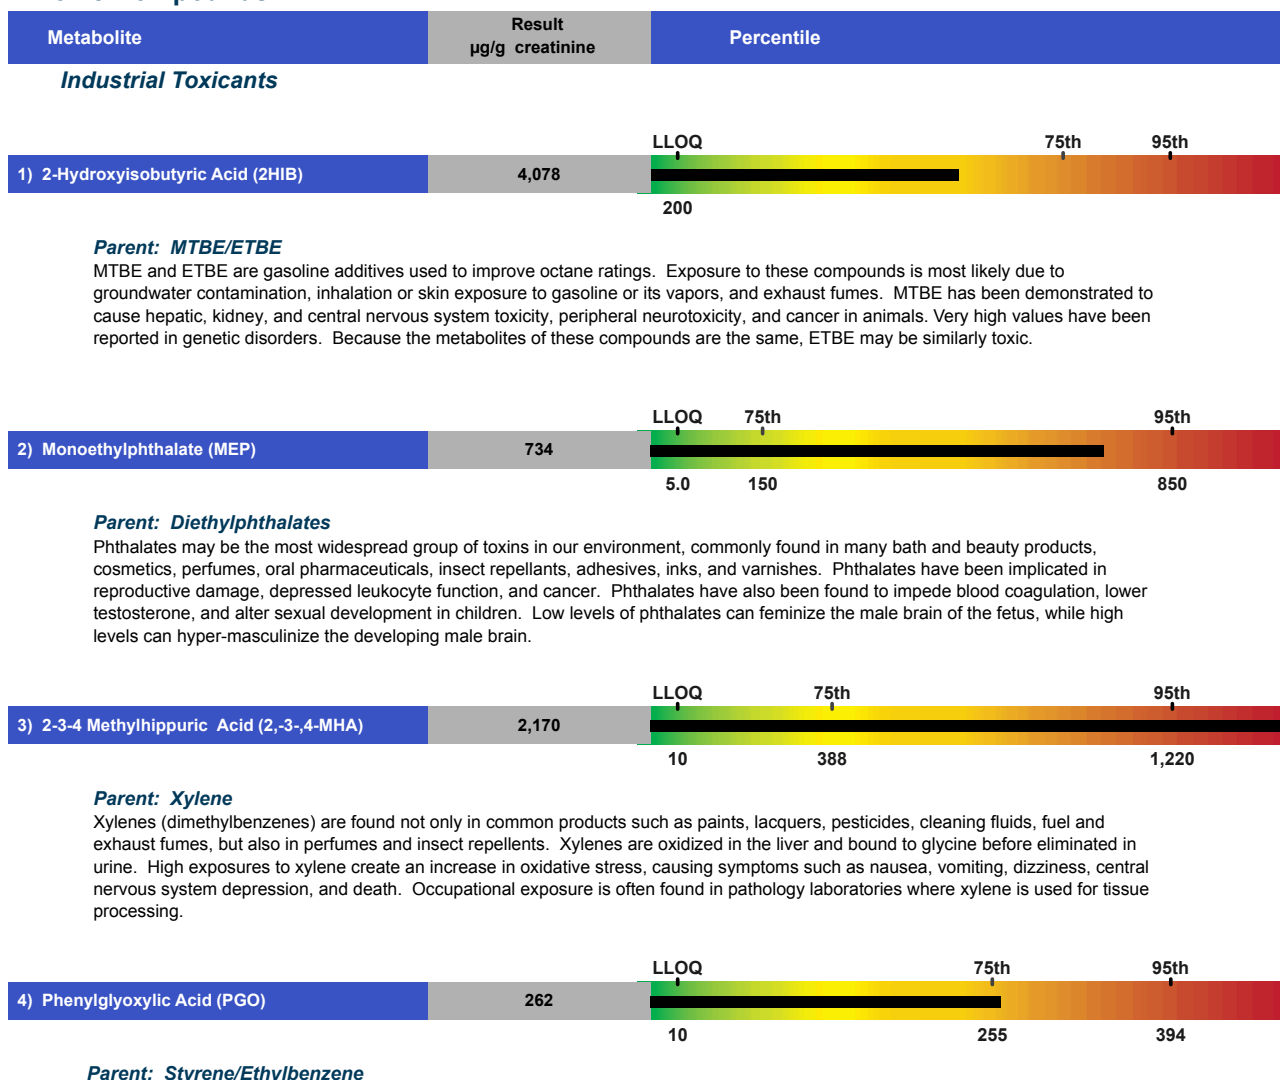 Metabolite
Result
µg/g creatinine
Percentile
Industrial Toxicants
LLOQ 75th 95th
1) 2-Hydroxyisobutyric Acid (2HIB) 4,078
200
Parent: MTBE/ETBE
MTBE and ETBE are gasoline additives used to improve octane ratings. Exposure to these compounds is most likely due to
groundwater contamination, inhalation or skin exposure to gasoline or its vapors, and exhaust fumes. MTBE has been demonstrated to
cause hepatic, kidney, and central nervous system toxicity, peripheral neurotoxicity, and cancer in animals. Very high values have been
reported in genetic disorders. Because the metabolites of these compounds are the same, ETBE may be similarly toxic.
LLOQ 75th 95th
2) Monoethylphthalate (MEP) 734
5.0 150 850
Parent: Diethylphthalates
Phthalates may be the most widespread group of toxins in our environment, commonly found in many bath and beauty products,
cosmetics, perfumes, oral pharmaceuticals, insect repellants, adhesives, inks, and varnishes. Phthalates have been implicated in
reproductive damage, depressed leukocyte function, and cancer. Phthalates have also been found to impede blood coagulation, lower
testosterone, and alter sexual development in children. Low levels of phthalates can feminize the male brain of the fetus, while high
levels can hyper-masculinize the developing male brain.
LLOQ 75th 95th
3) 2-3-4 Methylhippuric Acid (2,-3-,4-MHA) 2,170
10 388 1,220
Parent: Xylene
Xylenes (dimethylbenzenes) are found not only in common products such as paints, lacquers, pesticides, cleaning fluids, fuel and
exhaust fumes, but also in perfumes and insect repellents. Xylenes are oxidized in the liver and bound to glycine before eliminated in
urine. High exposures to xylene create an increase in oxidative stress, causing symptoms such as nausea, vomiting, dizziness, central
nervous system depression, and death. Occupational exposure is often found in pathology laboratories where xylene is used for tissue
processing.
LLOQ 75th 95th
4) Phenylglyoxylic Acid (PGO) 262
10 255 394
Parent: Styrene/Ethylbenzene